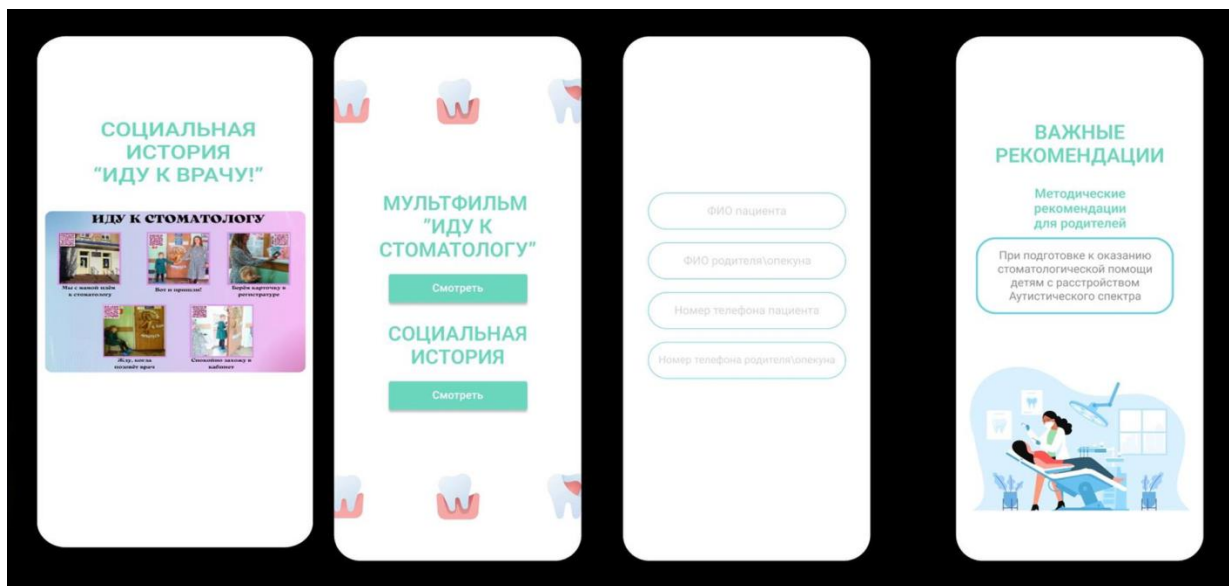 СОЦИАЛЬНАЯ
ИСТОРИЯ
“ИДУ К ВРАЧУ!”
ИДУ К СТОМАТОЛОГУ
Мы с мамой идём
к стоматологу
Вот и пришли!
Берём карточку в
регистратуре
Жду, когда
позовёт врач
Спокойно захожу в
кабинет
МУЛЬТФИЛЬМ
“ИДУ К
СТОМАТОЛОГУ”
Смотреть
СОЦИАЛЬНАЯ
ИСТОРИЯ
Смотреть
ФИО пациента
ФИО родителя\опекуна
Номер телефона пациента
Номер телефона родителя\опекуна
ВАЖНЫЕ
РЕКОМЕНДАЦИИ
Методические
рекомендации
для родителей
При подготовке к оказанию
стоматологической помощи
детям с расстройством
Аутистического спектра